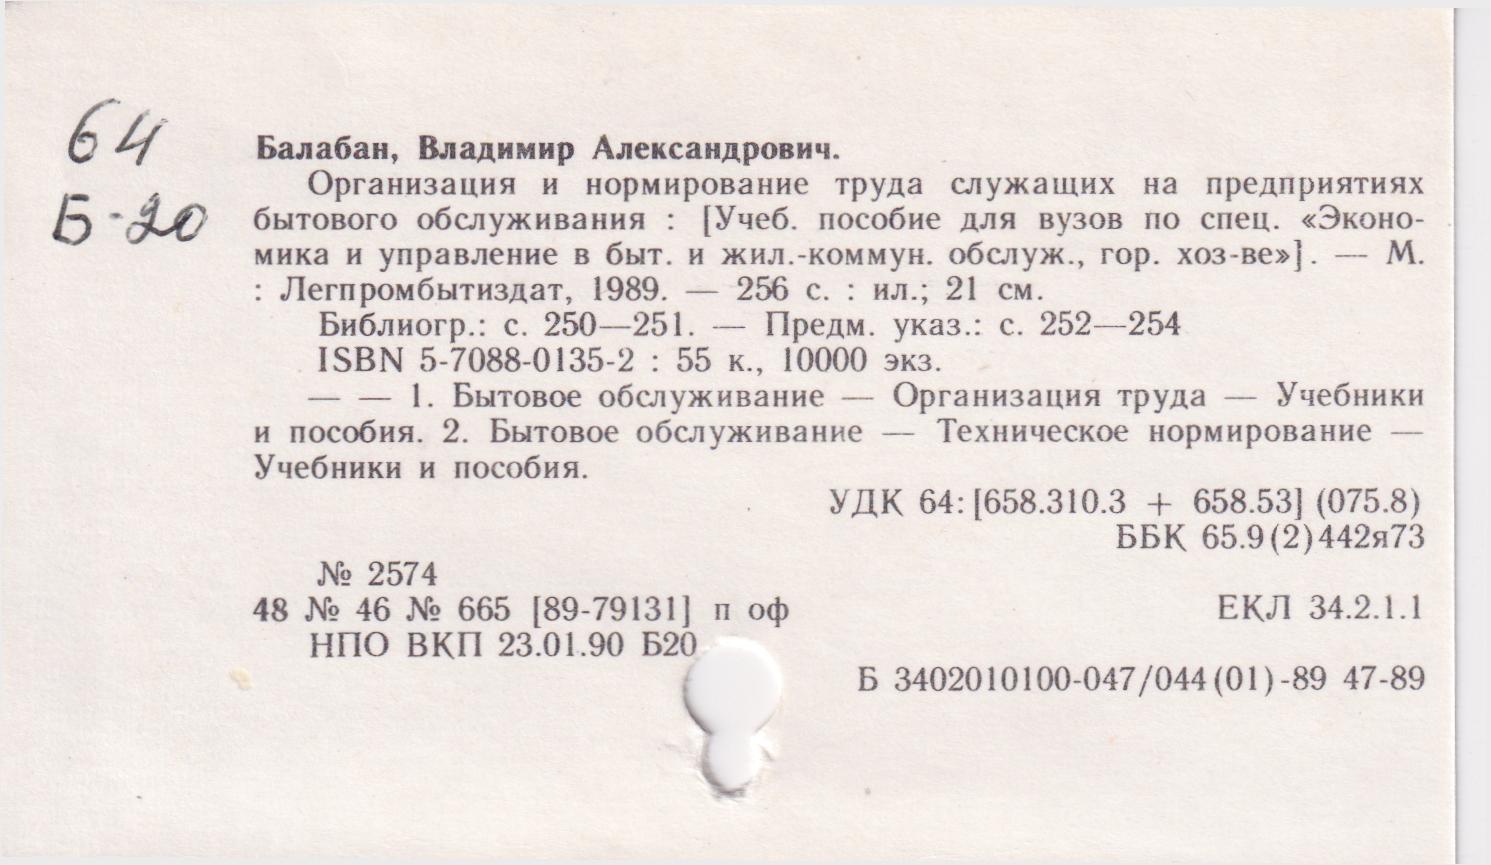 64
Б-20
Балабан, Владимир Александрович.
Организация и нормирование труда служащих на предприятиях
бытового обслуживания : [Учеб. пособие для вузов по спец. «Эконо-
мика и управление в быт. и жил.-коммун. обслуж., гор. хоз-ве»]. — М.
: Легпромбытиздат, 1989. — 256 с. : ил.; 21 см.
Библиогр.: с. 250—251. — Предм. указ.: с. 252—254
ISBN 5-7088-0135-2 : 55 к., 10000 экз.
— — 1. Бытовое обслуживание — Организация труда — Учебники
и пособия. 2. Бытовое обслуживание — Техническое нормирование —
Учебники и пособия.
УДК 64:[658.310.3 + 658.53] (075.8)
ББК 65.9(2)442я73
№ 2574
48 № 46 № 665 [89-79131] п оф ЕКЛ 34.2.1.1
НПО ВКП 23.01.90 Б20
Б 3402010100-047/044(01)-89 47-89